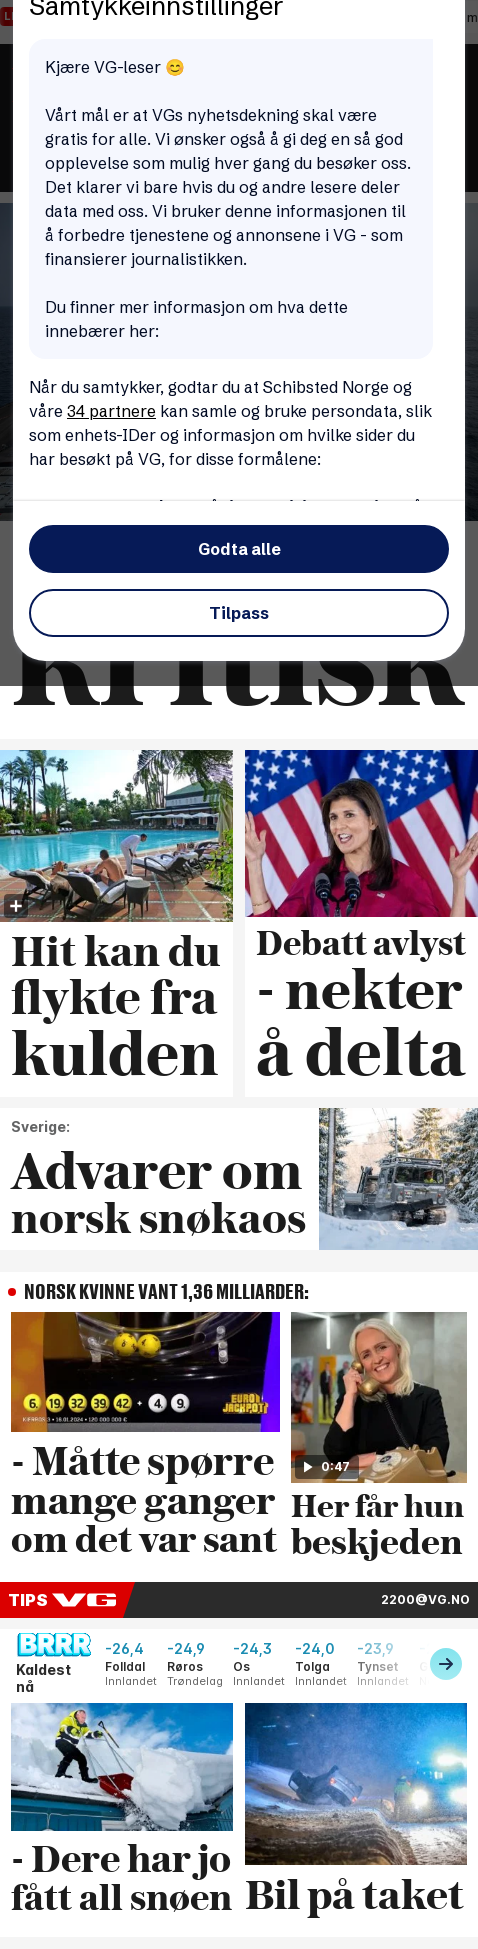 Samtykkeinnstillinger
Kjære VG-leser 😊
Vårt mål er at VGs nyhetsdekning skal være
gratis for alle. Vi ønsker også å gi deg en så god
opplevelse som mulig hver gang du besøker oss.
Det klarer vi bare hvis du og andre lesere deler
data med oss. Vi bruker denne informasjonen til
å forbedre tjenestene og annonsene i VG - som
finansierer journalistikken.
Du finner mer informasjon om hva dette
innebærer her:
Når du samtykker, godtar du at Schibsted Norge og
våre 34 partnere kan samle og bruke persondata, slik
som enhets-IDer og informasjon om hvilke sider du
har besøkt på VG, for disse formålene:
Godta alle
Tilpass
kritisk
Hit kan du
flykte fra
kulden
Debatt avlyst
- nekter
å delta
Sverige:
Advarer om
norsk snøkaos
NORSK KVINNE VANT 1,36 MILLIARDER:
6. 19. 32. 39. 42. + 4. 9.
EURO JACKPOT
- Måtte spørre
mange ganger
om det var sant
0:47
Her får hun
beskjeden
TIPS VG
2200@VG.NO
BRRR
Kaldest
nå
-26,4
Folldal
Innlandet
-24,9
Røros
Trøndelag
-24,3
Os
Innlandet
-24,0
Tolga
Innlandet
-23,9
Tynset
Innlandet
- Dere har jo
fått all snøen
Bil på taket